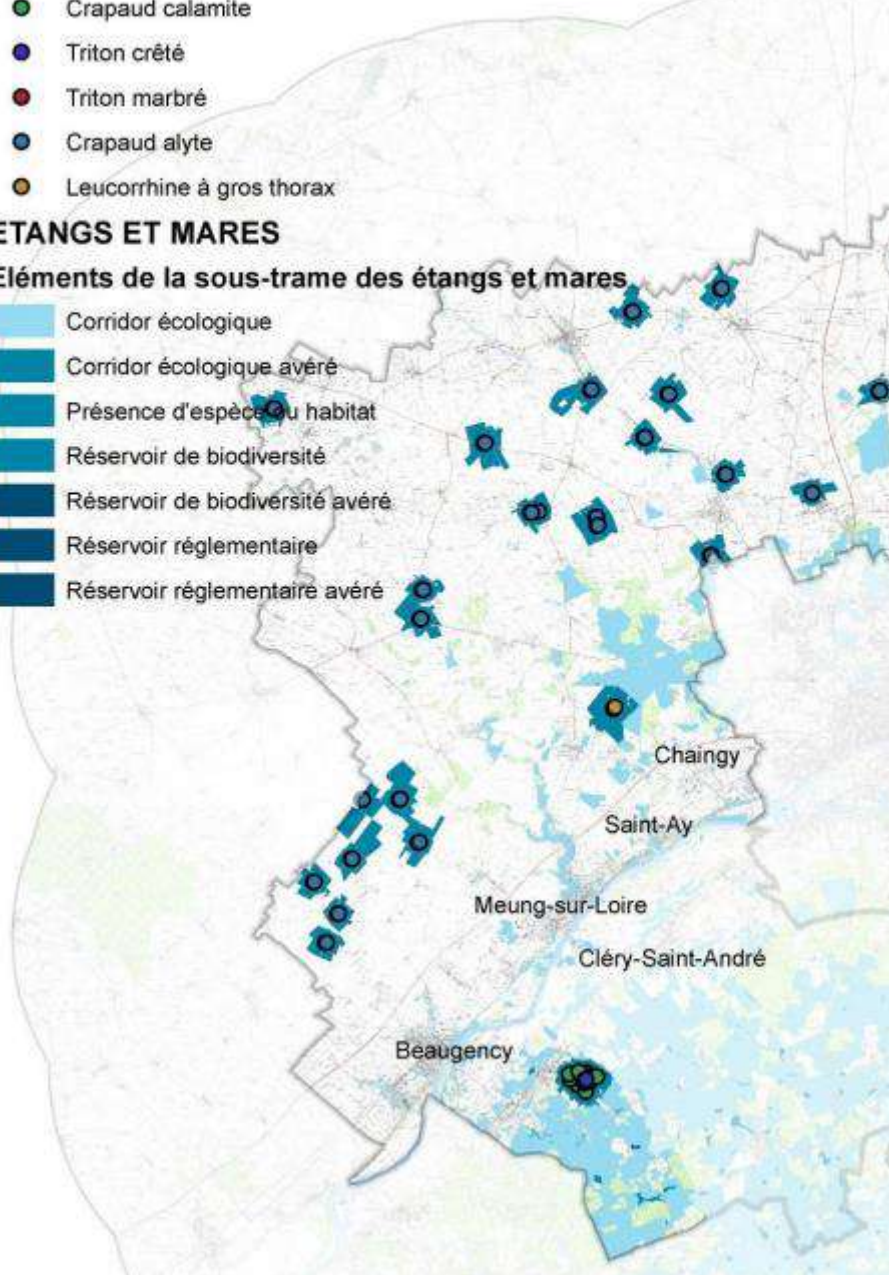 Crapaud calamite
Triton crêté
Triton marbré
Crapaud alyte
Leucorrhine à gros thorax
ETANGS ET MARES
Eléments de la sous-trame des étangs et mares
Corridor écologique
Corridor écologique avéré
Présence d'espèce ou habitat
Réservoir de biodiversité
Réservoir de biodiversité avéré
Réservoir réglementaire
Réservoir réglementaire avéré
Chaingy
Saint-Ay
Meung-sur-Loire
Cléry-Saint-André
Beaugency